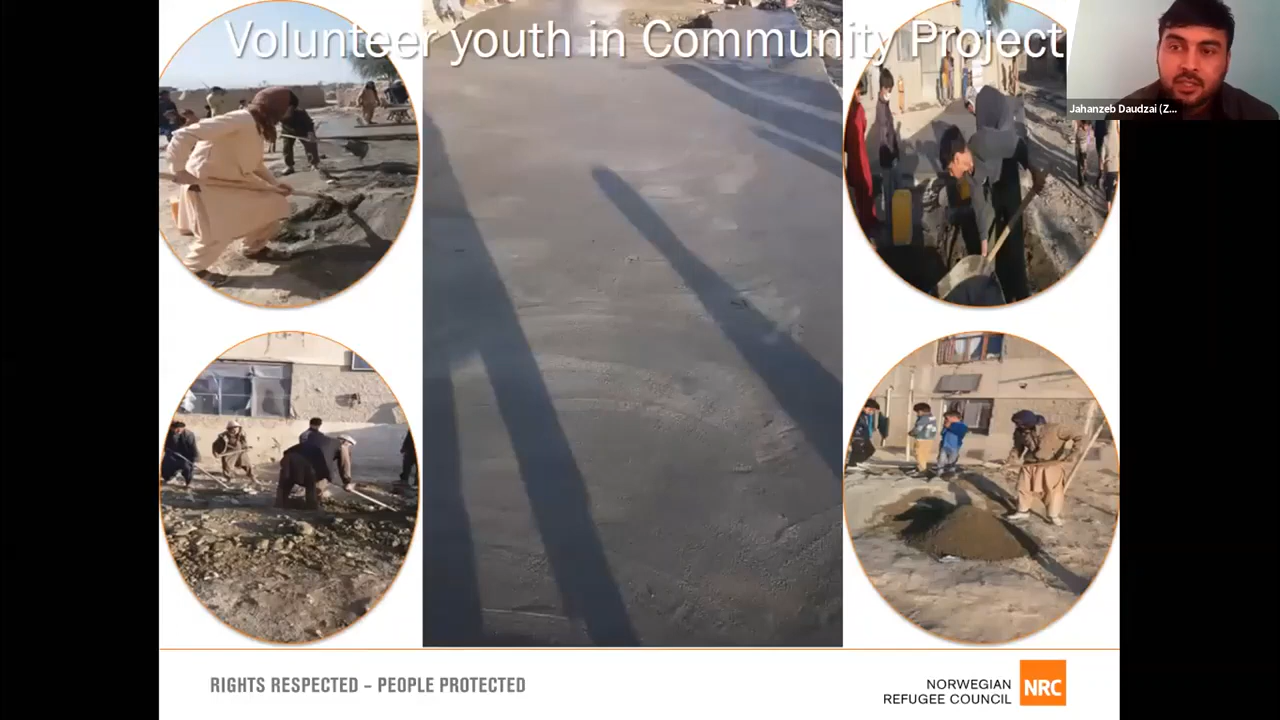 Volunteer youth in Community Project
Jahanzeb Daudzai (Z...
RIGHTS RESPECTED – PEOPLE PROTECTED
NORWEGIAN
REFUGEE COUNCIL
NRC